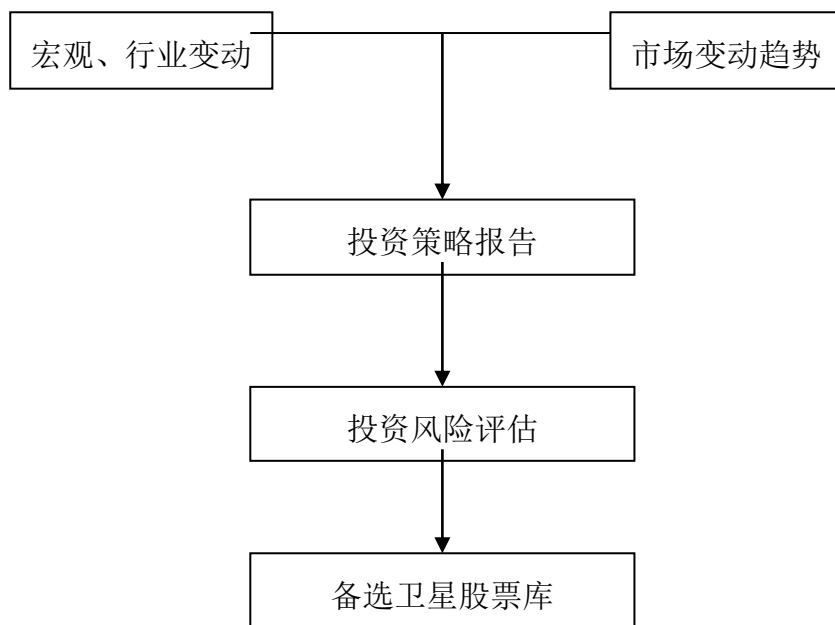 宏观、行业变动
市场变动趋势
投资策略报告
投资风险评估
备选卫星股票库